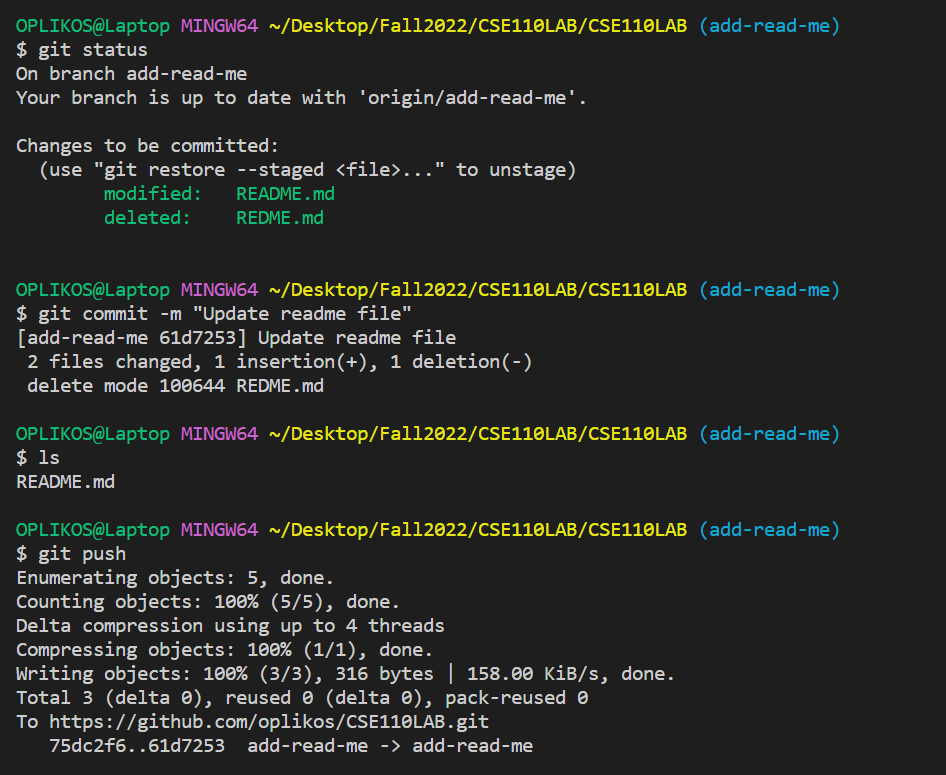 OPLIKOS@Laptop MINGW64 ~/Desktop/Fall2022/CSE110LAB/CSE110LAB (add-read-me)
$ git status
On branch add-read-me
Your branch is up to date with 'origin/add-read-me'.
Changes to be committed:
  (use "git restore --staged <file>..." to unstage)
        modified:   README.md
        deleted:    REDME.md
OPLIKOS@Laptop MINGW64 ~/Desktop/Fall2022/CSE110LAB/CSE110LAB (add-read-me)
$ git commit -m "Update readme file"
[add-read-me 61d7253] Update readme file
 2 files changed, 1 insertion(+), 1 deletion(-)
 delete mode 100644 REDME.md
OPLIKOS@Laptop MINGW64 ~/Desktop/Fall2022/CSE110LAB/CSE110LAB (add-read-me)
$ ls
README.md
OPLIKOS@Laptop MINGW64 ~/Desktop/Fall2022/CSE110LAB/CSE110LAB (add-read-me)
$ git push
Enumerating objects: 5, done.
Counting objects: 100% (5/5), done.
Delta compression using up to 4 threads
Compressing objects: 100% (1/1), done.
Writing objects: 100% (3/3), 316 bytes | 158.00 KiB/s, done.
Total 3 (delta 0), reused 0 (delta 0), pack-reused 0
To https://github.com/oplikos/CSE110LAB.git
   75dc2f6..61d7253  add-read-me -> add-read-me